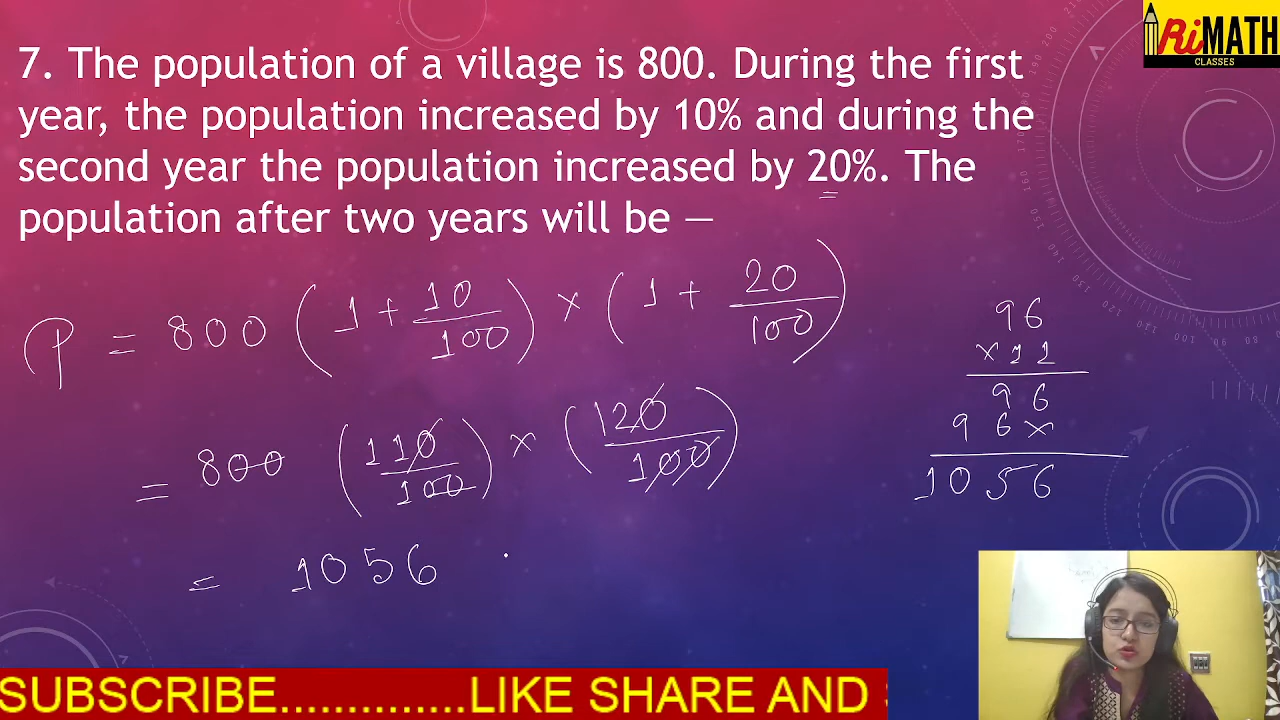 RiMATH
CLASSES
7. The population of a village is 800. During the first
year, the population increased by 10% and during the
second year the population increased by 20%. The
population after two years will be —
P = 800 (1 + 10/100) × (1 + 20/100)
= 800 (110/100) × (120/100)
= 1056
96
×11
96
96×
1056
SUBSCRIBE..............LIKE SHARE AND